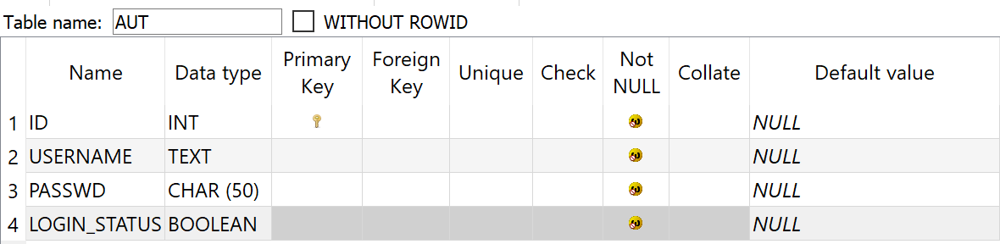 Table name: AUT WITHOUT ROWID
Name Data type Primary Key Foreign Key Unique Check Not NULL Collate Default value
1 ID INT NULL
2 USERNAME TEXT NULL
3 PASSWD CHAR (50) NULL
4 LOGIN_STATUS BOOLEAN NULL